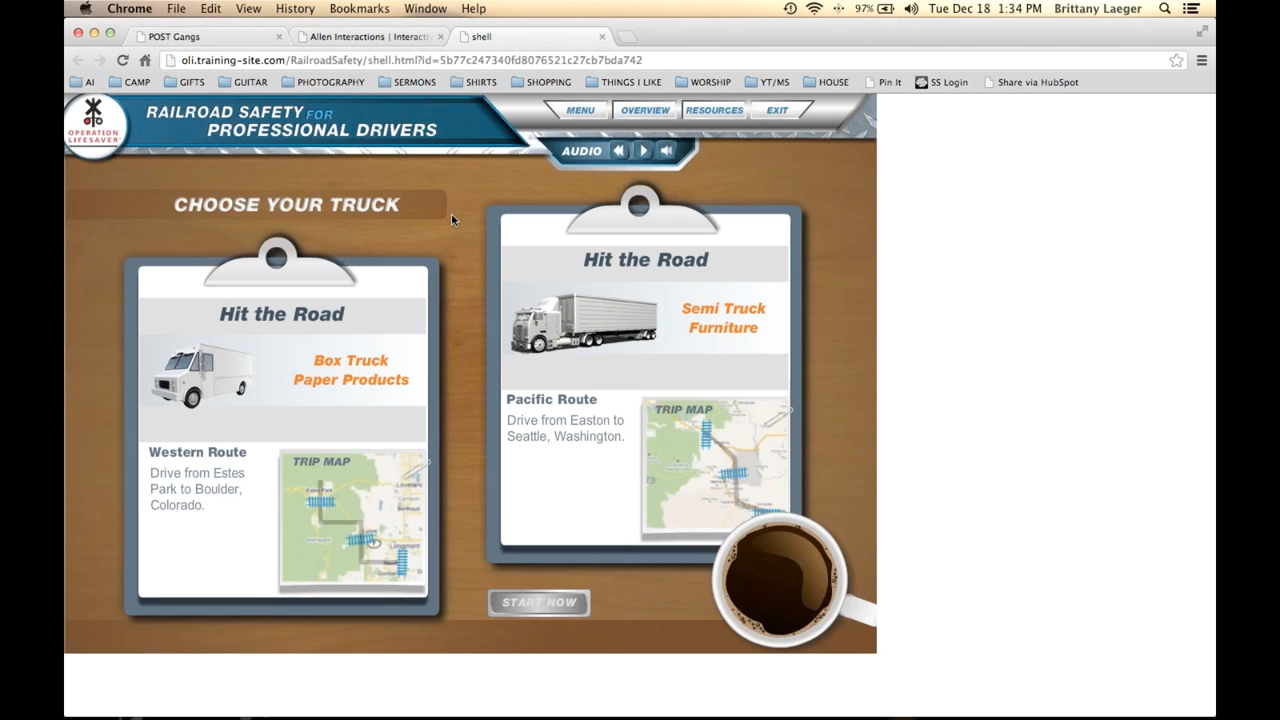 Chrome File Edit View History Bookmarks Window Help 97% Tue Dec 18 1:34 PM Brittany Laeger
POST Gangs Allen Interactions | Interacti shell
oli.training-site.com/RailroadSafety/shell.html?id=5b77c247340fd8076521c27cb7bda742
AI CAMP GIFTS GUITAR PHOTOGRAPHY SERMONS SHIRTS SHOPPING THINGS I LIKE WORSHIP YT/MS HOUSE Pin It SS Login Share via HubSpot
OPERATION
LIFESAVER
RAILROAD SAFETY FOR
PROFESSIONAL DRIVERS
MENU OVERVIEW RESOURCES EXIT
AUDIO
CHOOSE YOUR TRUCK
Hit the Road
Box Truck
Paper Products
Western Route
Drive from Estes
Park to Boulder,
Colorado.
TRIP MAP
Estes Park
Longmont
Hit the Road
Semi Truck
Furniture
Pacific Route
Drive from Easton to
Seattle, Washington.
TRIP MAP
START NOW